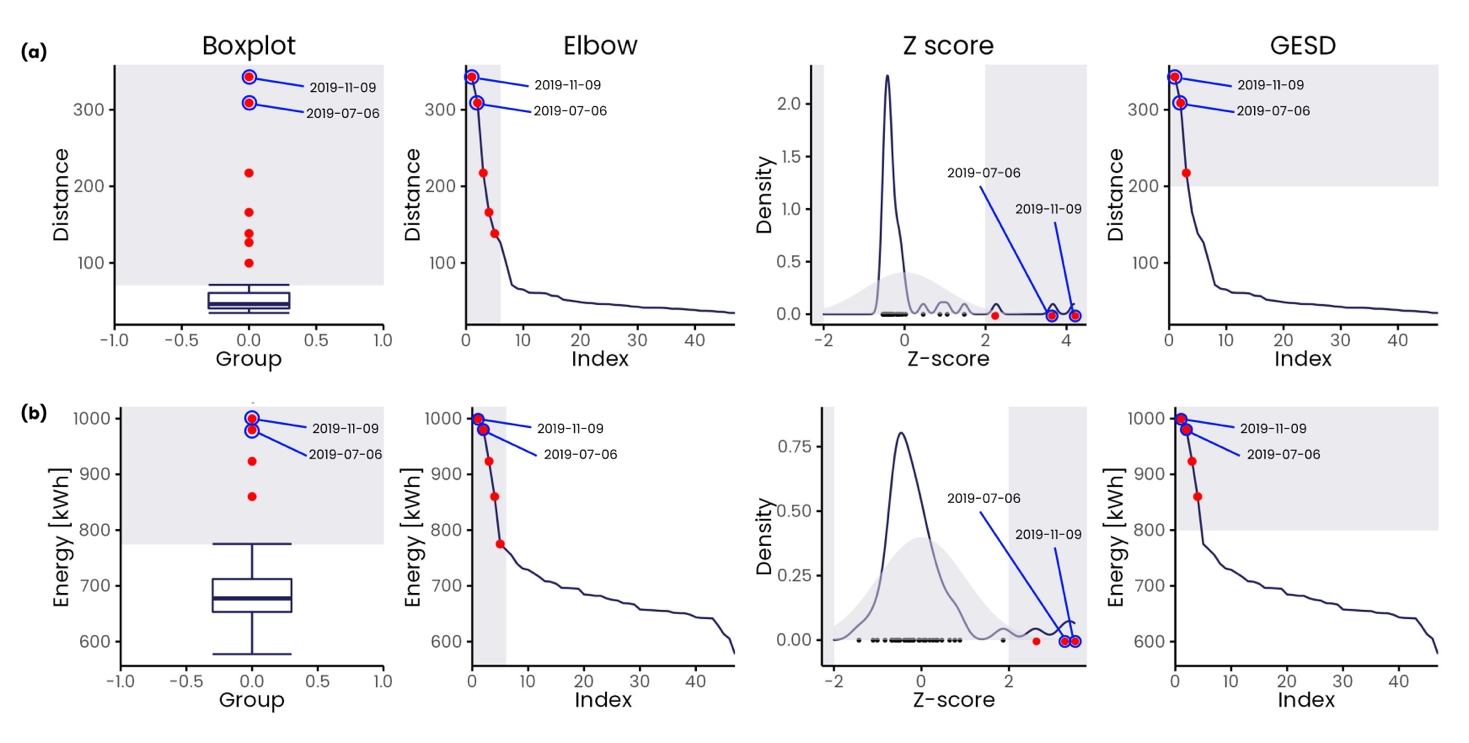 (a)
Boxplot
Elbow
Z score
GESD
Distance
300
200
100
2019-11-09
2019-07-06
-1.0 -0.5 0.0 0.5 1.0
Group
Distance
300
200
100
2019-11-09
2019-07-06
0 10 20 30 40
Index
Density
2.0
1.5
1.0
0.5
0.0
2019-07-06
2019-11-09
-2 0 2 4
Z-score
Distance
300
200
100
2019-11-09
2019-07-06
0 10 20 30 40
Index
(b)
Energy [kWh]
1000
900
800
700
600
2019-11-09
2019-07-06
-1.0 -0.5 0.0 0.5 1.0
Group
Energy [kWh]
1000
900
800
700
600
2019-11-09
2019-07-06
0 10 20 30 40
Index
Density
0.75
0.50
0.25
0.00
2019-07-06
2019-11-09
-2 0 2
Z-score
Energy [kWh]
1000
900
800
700
600
2019-11-09
2019-07-06
0 10 20 30 40
Index